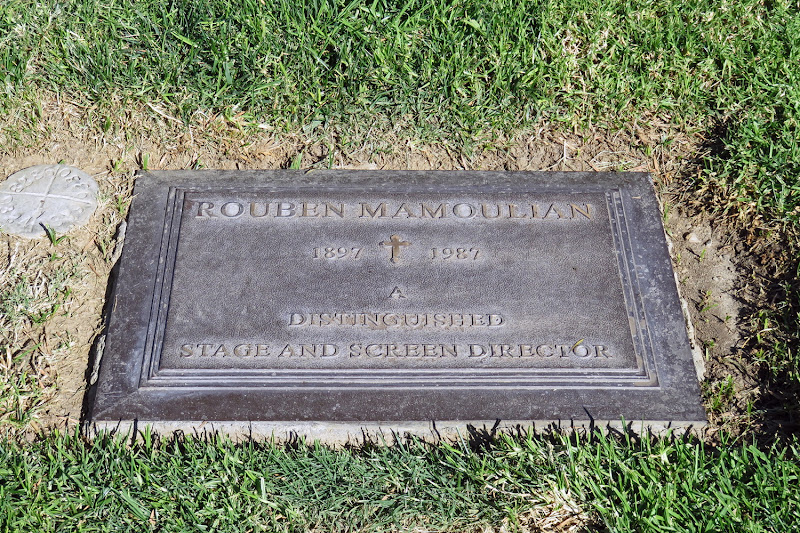 ROUBEN MAMOULIAN
1897 1987
A
DISTINGUISHED
STAGE AND SCREEN DIRECTOR